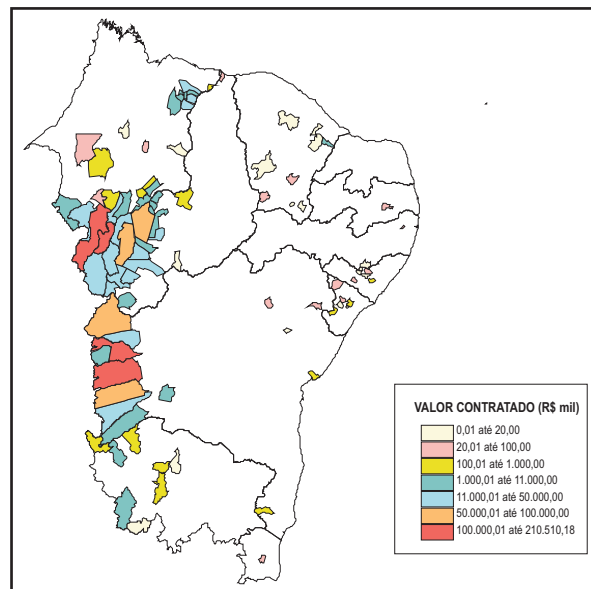 VALOR CONTRATADO (R$ mil)
0,01 até 20,00
20,01 até 100,00
100,01 até 1.000,00
1.000,01 até 11.000,00
11.000,01 até 50.000,00
50.000,01 até 100.000,00
100.000,01 até 210.510,18